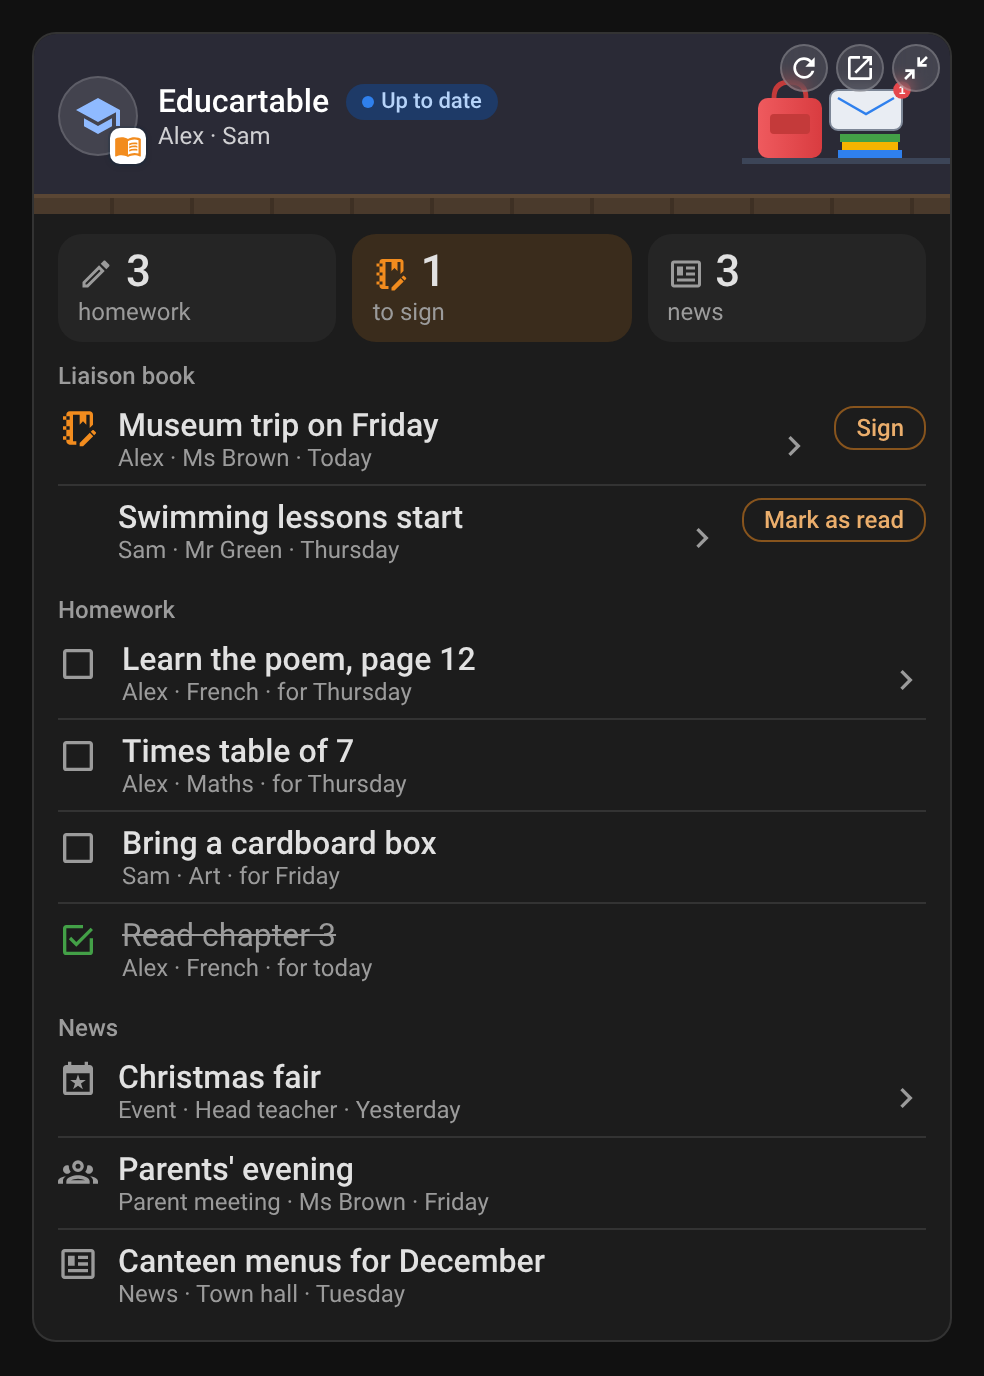 Educartable
Up to date
Alex · Sam
1
3
homework
1
to sign
3
news
Liaison book
Museum trip on Friday
Alex · Ms Brown · Today
Sign
Swimming lessons start
Sam · Mr Green · Thursday
Mark as read
Homework
Learn the poem, page 12
Alex · French · for Thursday
Times table of 7
Alex · Maths · for Thursday
Bring a cardboard box
Sam · Art · for Friday
Read chapter 3
Alex · French · for today
News
Christmas fair
Event · Head teacher · Yesterday
Parents' evening
Parent meeting · Ms Brown · Friday
Canteen menus for December
News · Town hall · Tuesday